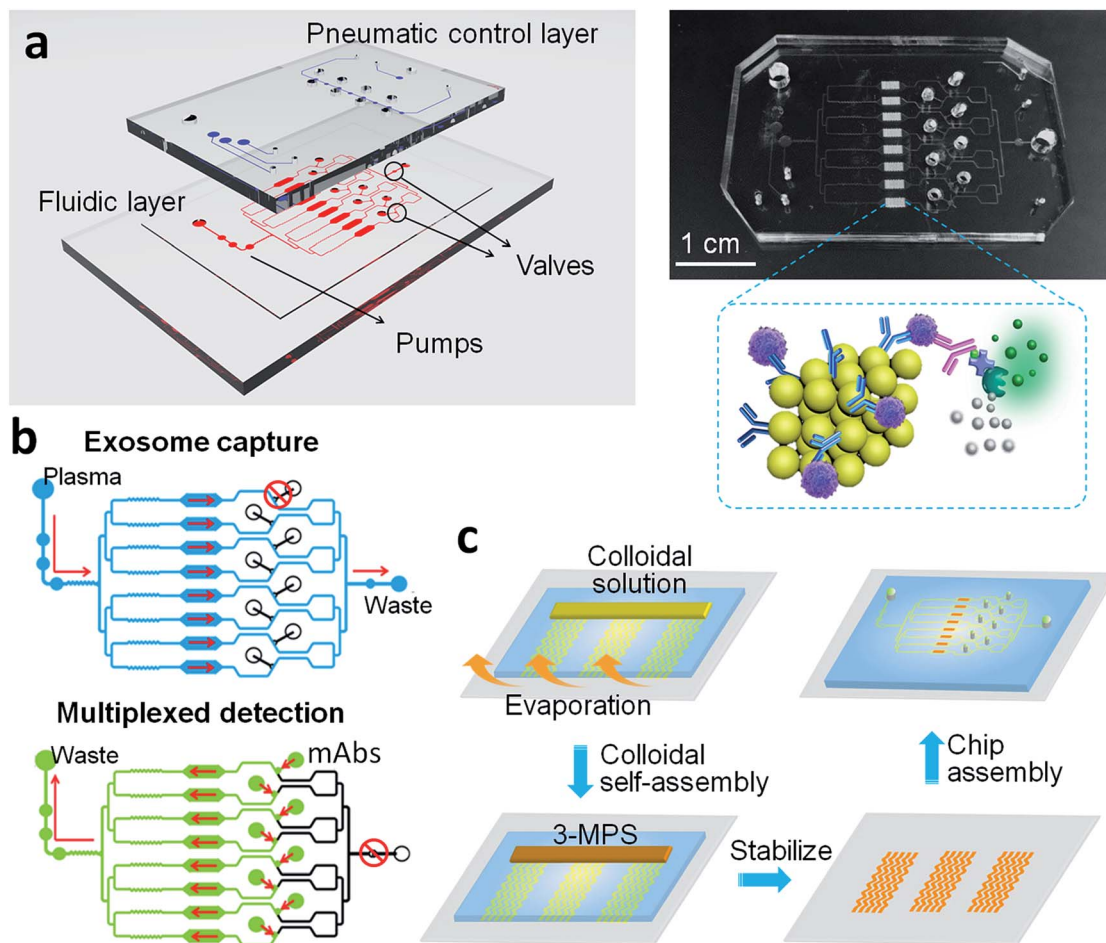 a
Pneumatic control layer
Fluidic layer
Valves
Pumps
1 cm
b
Exosome capture
Plasma
Waste
Multiplexed detection
Waste
mAbs
c
Colloidal
solution
Evaporation
Colloidal
self-assembly
3-MPS
Stabilize
Chip
assembly